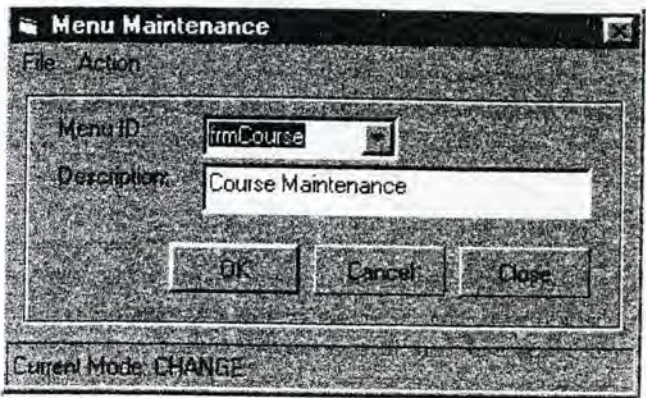 Menu Maintenance
File Action
Menu ID: frmCourse
Description: Course Maintenance
OK Cancel Close
Current Mode: CHANGE